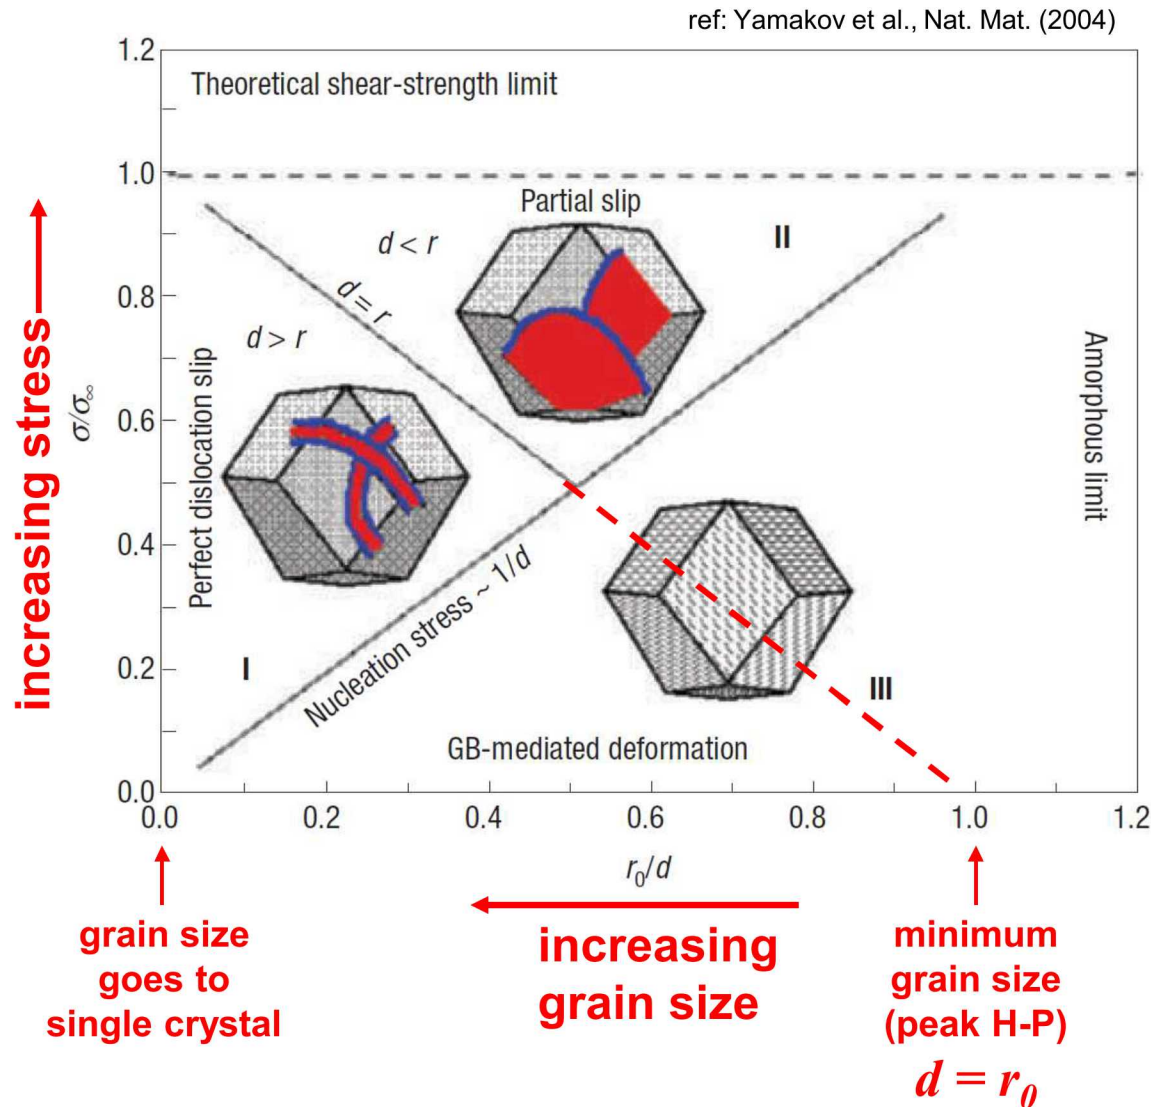 ref: Yamakov et al., Nat. Mat. (2004)
1.2
Theoretical shear-strength limit
1.0
Partial slip
II
d < r
d = r
0.8
d > r
Amorphous limit
increasing stress
σ/σ∞
Perfect dislocation slip
0.6
0.4
Nucleation stress ~ 1/d
0.2
I
III
GB-mediated deformation
0.0
0.0 0.2 0.4 0.6 0.8 1.0 1.2
r₀/d
grain size
goes to
single crystal
increasing
grain size
minimum
grain size
(peak H-P)
d = r₀